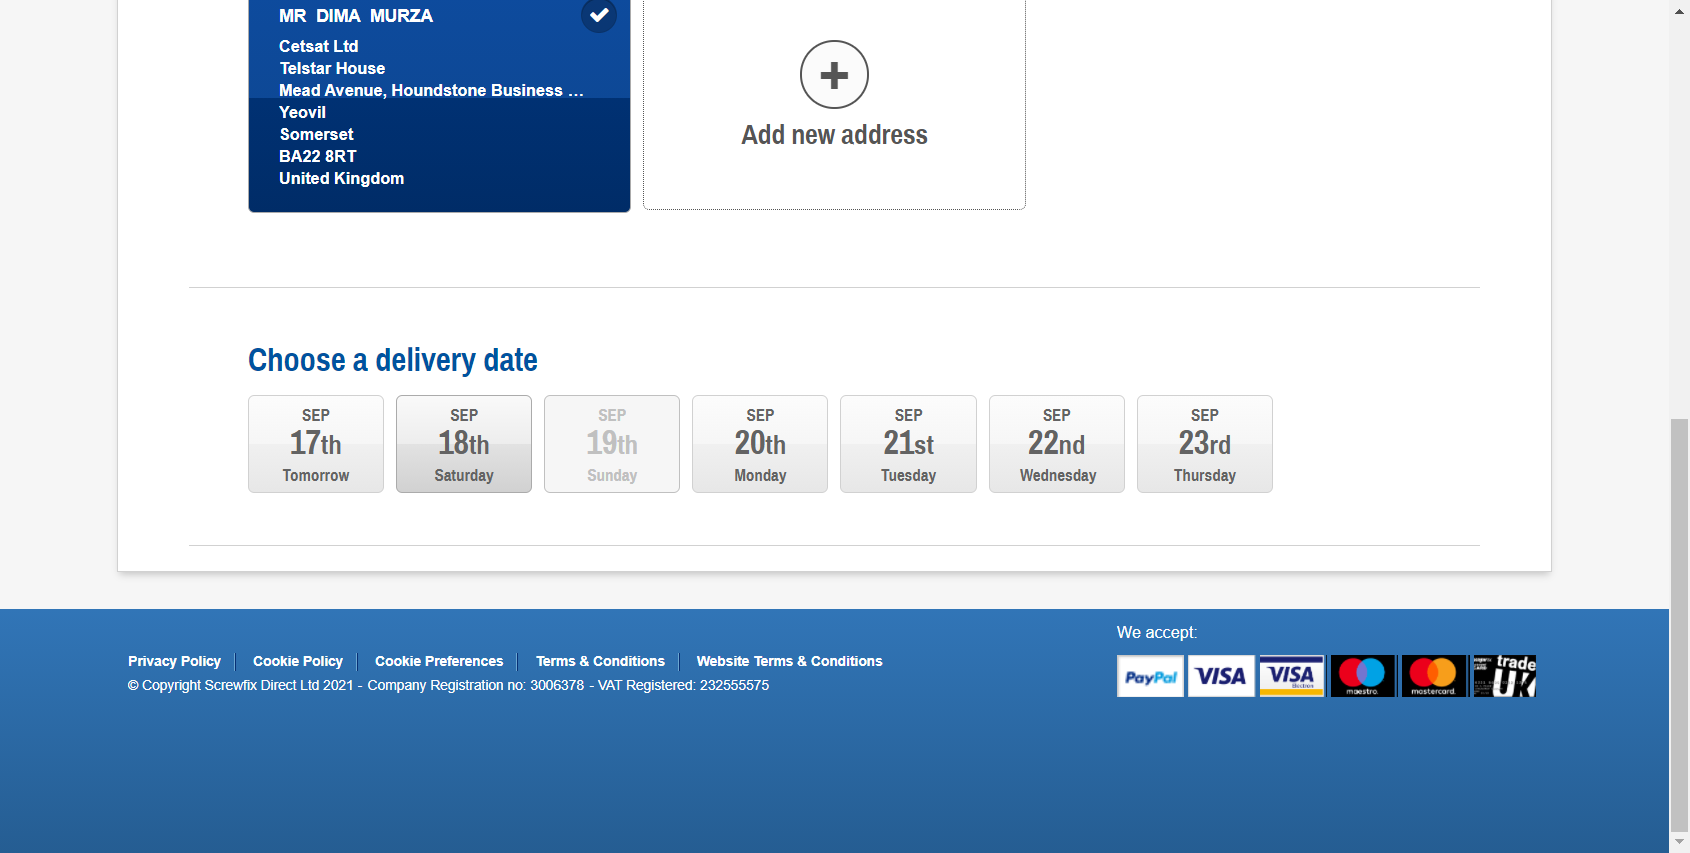 MR DIMA MURZA
Cetsat Ltd
Telstar House
Mead Avenue, Houndstone Business ...
Yeovil
Somerset
BA22 8RT
United Kingdom
Add new address
Choose a delivery date
SEP
17th
Tomorrow
SEP
18th
Saturday
SEP
19th
Sunday
SEP
20th
Monday
SEP
21st
Tuesday
SEP
22nd
Wednesday
SEP
23rd
Thursday
Privacy Policy
Cookie Policy
Cookie Preferences
Terms & Conditions
Website Terms & Conditions
© Copyright Screwfix Direct Ltd 2021 - Company Registration no: 3006378 - VAT Registered: 232555575
We accept:
PayPal
VISA
VISA
Electron
maestro.
mastercard.
trade
UK